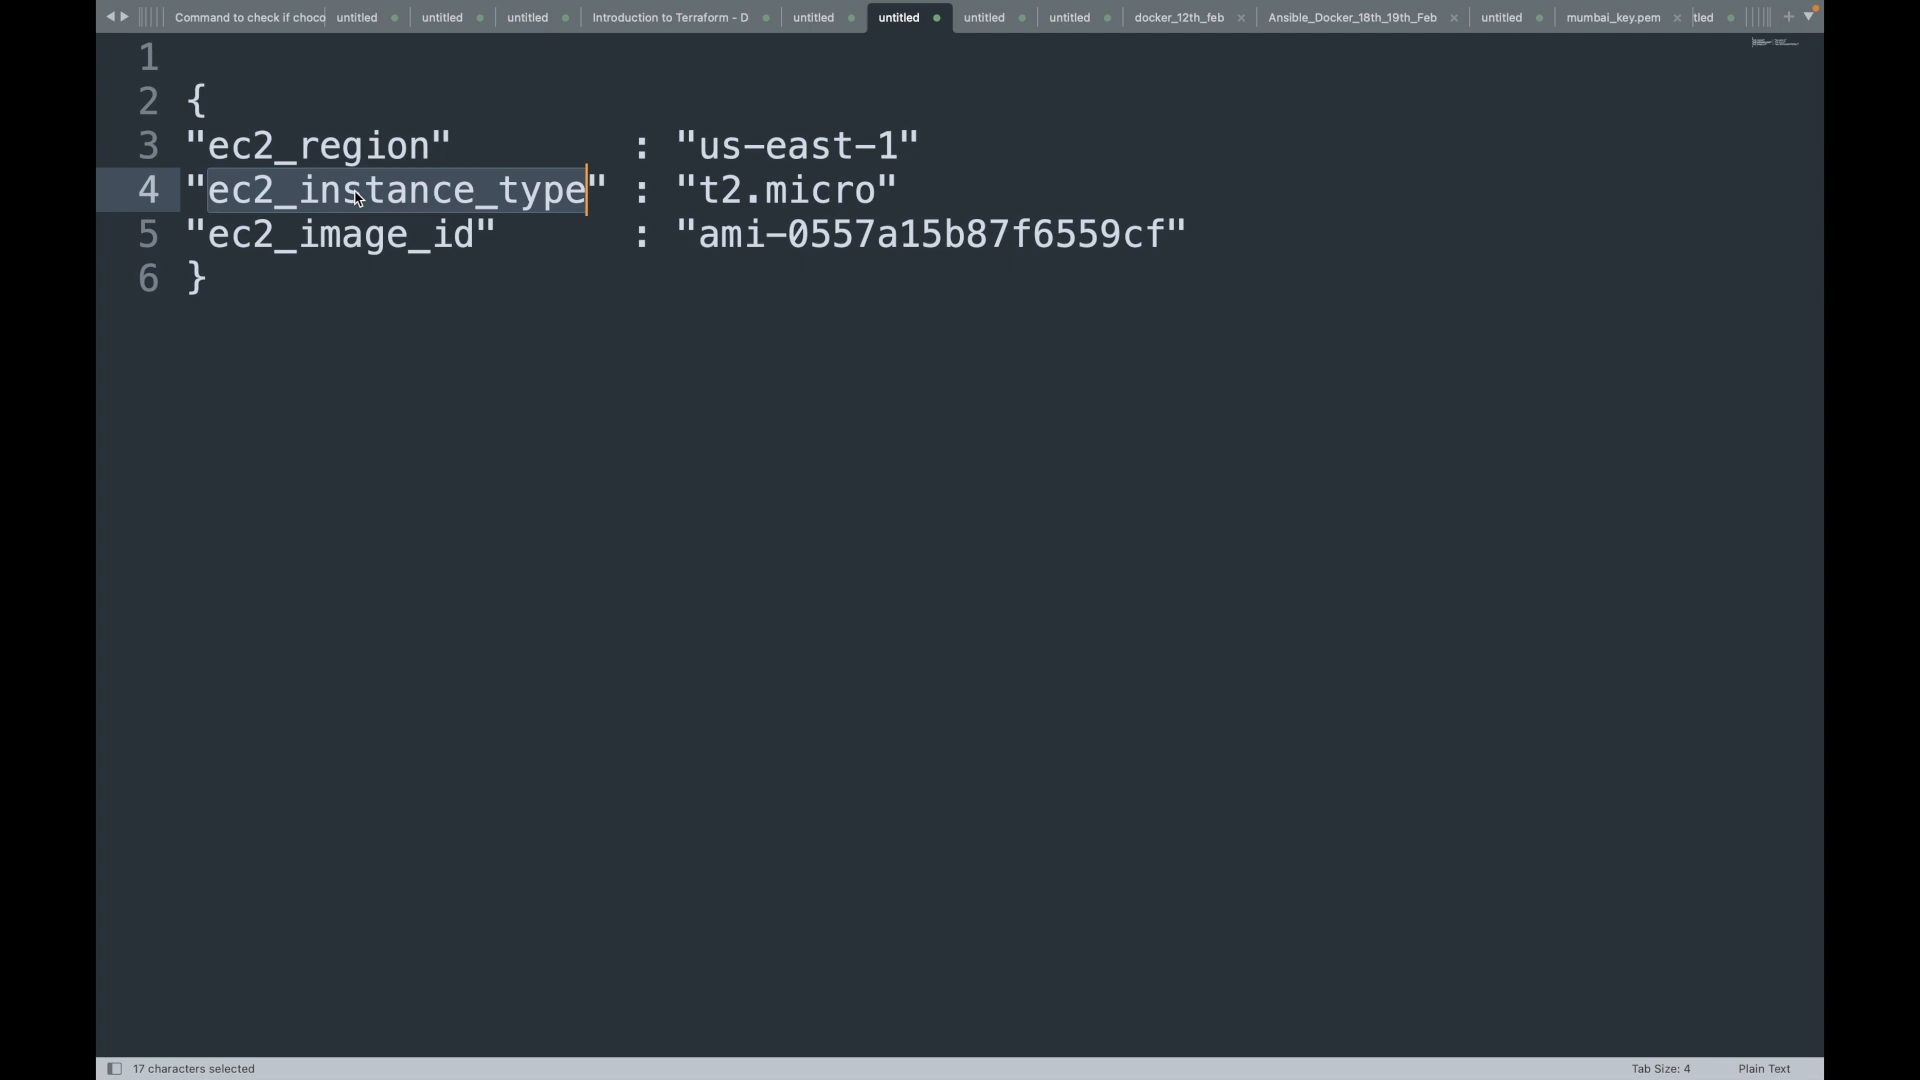 Command to check if choco untitled untitled untitled Introduction to Terraform - D untitled untitled untitled untitled docker_12th_feb Ansible_Docker_18th_19th_Feb untitled mumbai_key.pem tled
1
2 {
3 "ec2_region" : "us-east-1"
4 "ec2_instance_type" : "t2.micro"
5 "ec2_image_id" : "ami-0557a15b87f6559cf"
6 }
17 characters selected Tab Size: 4 Plain Text